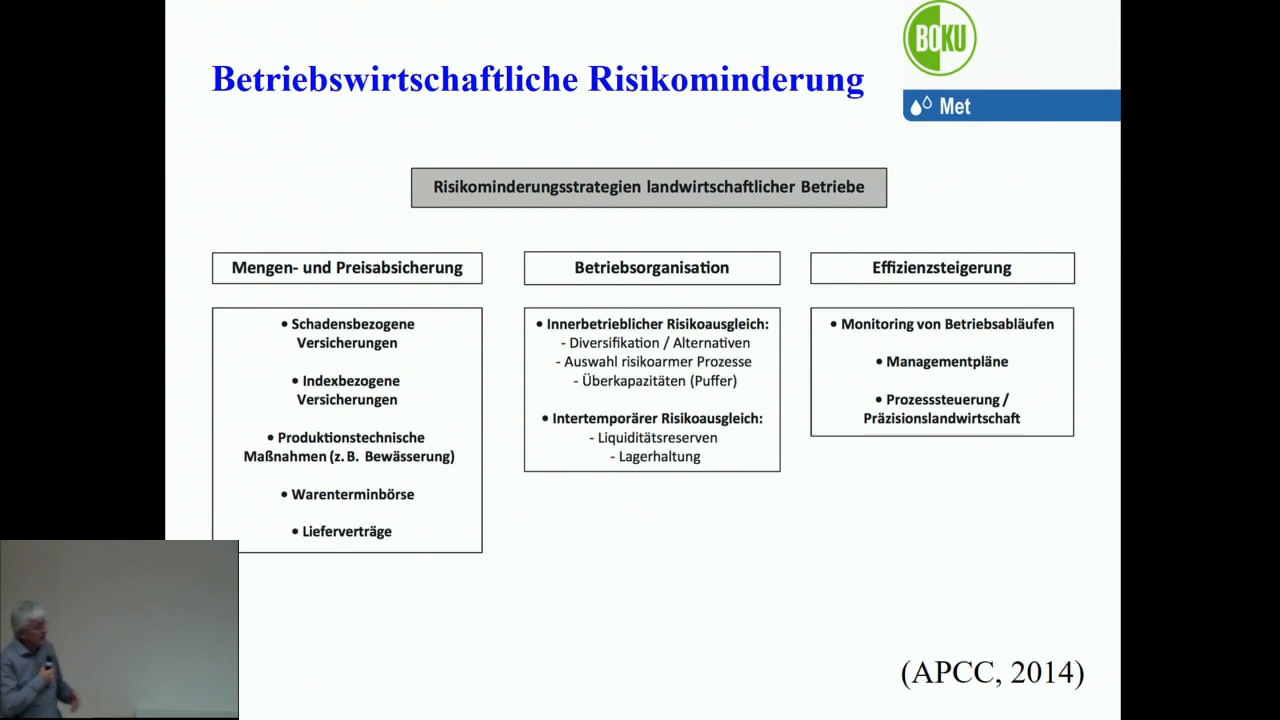 BOKU
Betriebswirtschaftliche Risikominderung
Met
Risikominderungsstrategien landwirtschaftlicher Betriebe
Mengen- und Preisabsicherung
• Schadensbezogene
Versicherungen
• Indexbezogene
Versicherungen
• Produktionstechnische
Maßnahmen (z. B. Bewässerung)
• Warenterminbörse
• Lieferverträge
Betriebsorganisation
• Innerbetrieblicher Risikoausgleich:
- Diversifikation / Alternativen
- Auswahl risikoarmer Prozesse
- Überkapazitäten (Puffer)
• Intertemporärer Risikoausgleich:
- Liquiditätsreserven
- Lagerhaltung
Effizienzsteigerung
• Monitoring von Betriebsabläufen
• Managementpläne
• Prozesssteuerung /
Präzisionslandwirtschaft
(APCC, 2014)